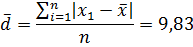 d̄ = (∑ⁿᵢ₌₁|x₁ − x̄|)/n = 9,83